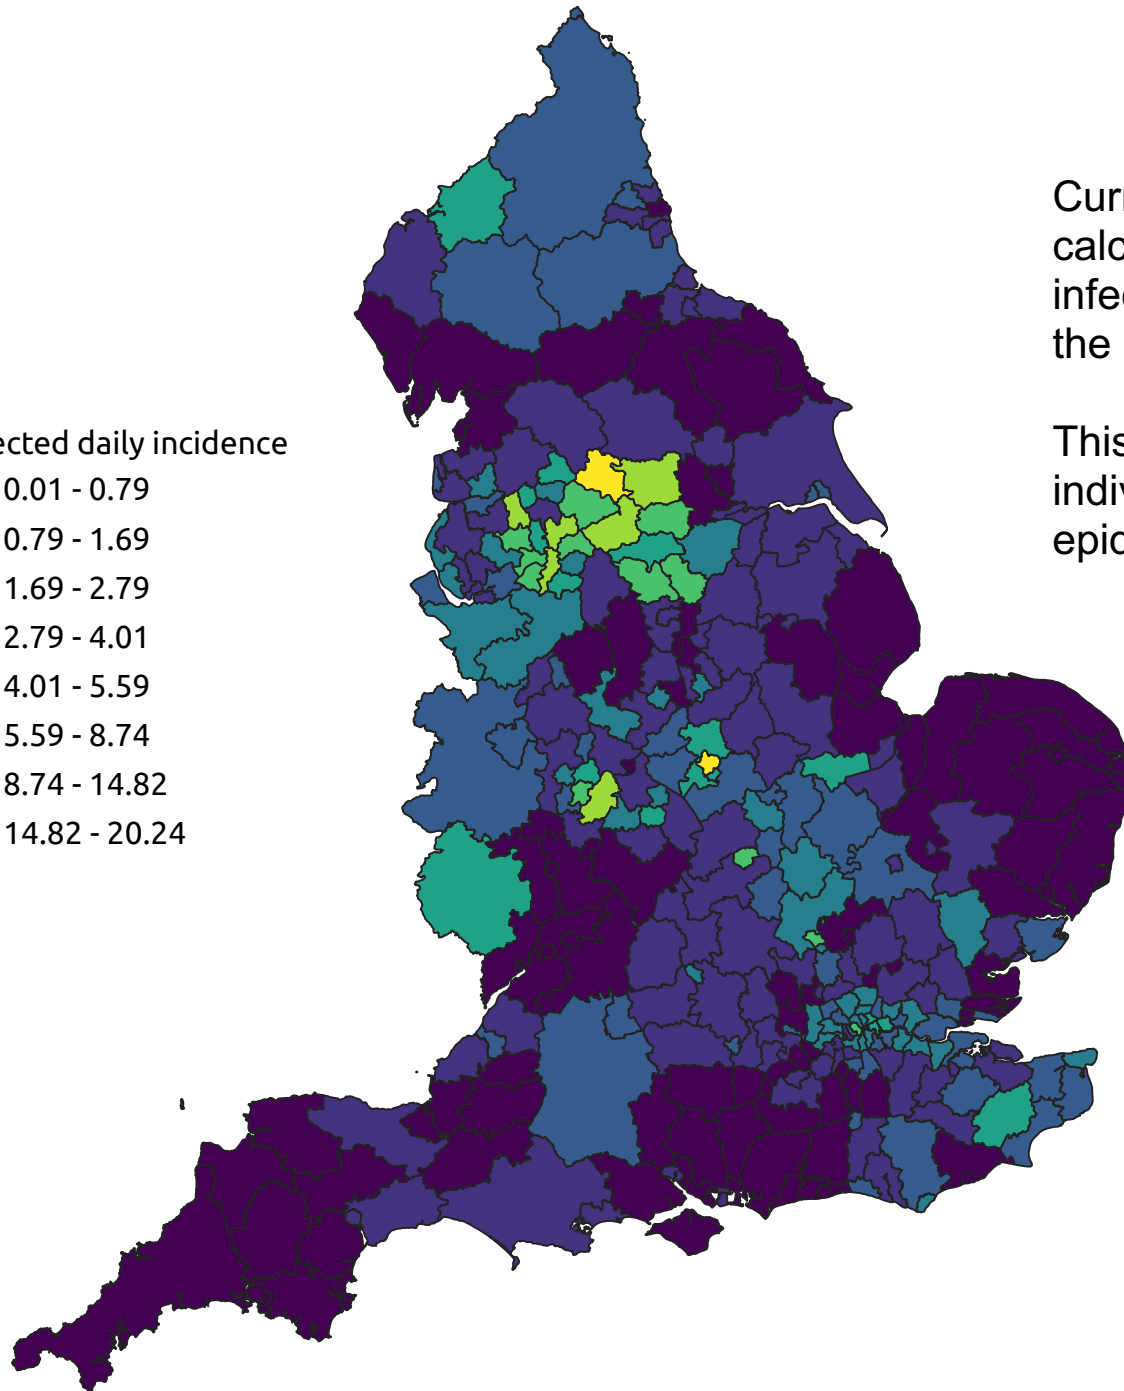 ected daily incidence
0.01 - 0.79
0.79 - 1.69
1.69 - 2.79
2.79 - 4.01
4.01 - 5.59
5.59 - 8.74
8.74 - 14.82
14.82 - 20.24
Curr
calc
infec
the
This
indiv
epid